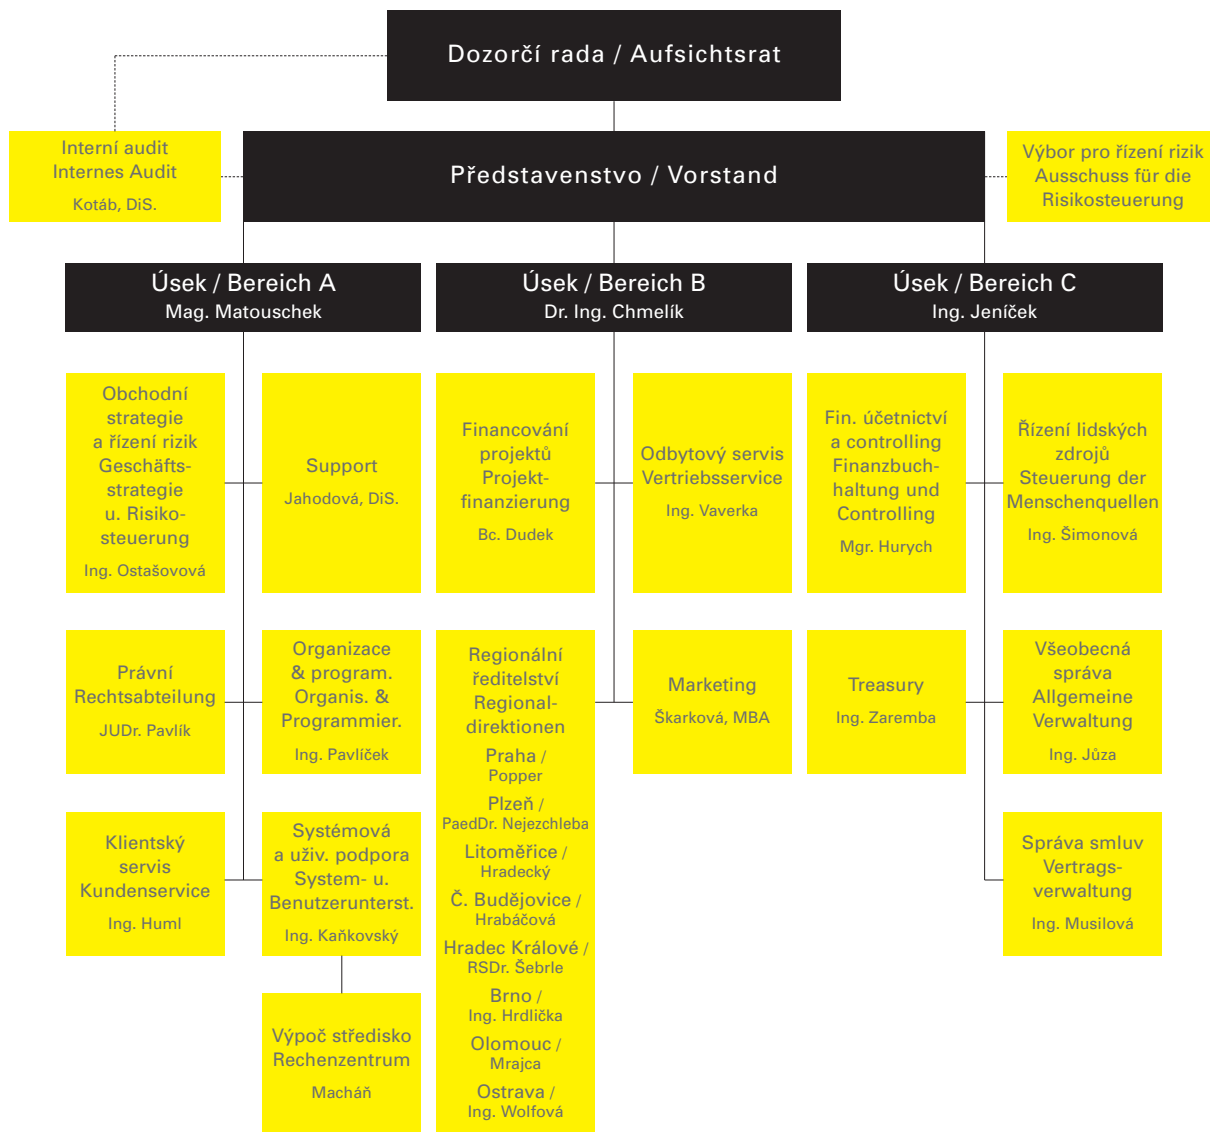 Dozorčí rada / Aufsichtsrat
Interní audit
Internes Audit
Kotáb, DiS.
Představenstvo / Vorstand
Výbor pro řízení rizik
Ausschuss für die
Risikosteuerung
Úsek / Bereich A
Mag. Matouschek
Úsek / Bereich B
Dr. Ing. Chmelík
Úsek / Bereich C
Ing. Jeníček
Obchodní
strategie
a řízení rizik
Geschäfts-
strategie
u. Risiko-
steuerung
Ing. Ostašovová
Support
Jahodová, DiS.
Financování
projektů
Projekt-
finanzierung
Bc. Dudek
Odbytový servis
Vertriebsservice
Ing. Vaverka
Fin. účetnictví
a controlling
Finanzbuch-
haltung und
Controlling
Mgr. Hurych
Řízení lidských
zdrojů
Steuerung der
Menschenquellen
Ing. Šimonová
Právní
Rechtsabteilung
JUDr. Pavlík
Organizace
& program.
Organis. &
Programmier.
Ing. Pavlíček
Regionální
ředitelství
Regional-
direktionen
Praha /
Popper
Plzeň /
PaedDr. Nejezchleba
Litoměřice /
Hradecký
Č. Budějovice /
Hrabáčová
Hradec Králové /
RSDr. Šebrle
Brno /
Ing. Hrdlička
Olomouc /
Mrajca
Ostrava /
Ing. Wolfová
Marketing
Škarková, MBA
Treasury
Ing. Zaremba
Všeobecná
správa
Allgemeine
Verwaltung
Ing. Jůza
Klientský
servis
Kundenservice
Ing. Huml
Systémová
a uživ. podpora
System- u.
Benutzerunterst.
Ing. Kaňkovský
Správa smluv
Vertrags-
verwaltung
Ing. Musilová
Výpoč středisko
Rechenzentrum
Macháň